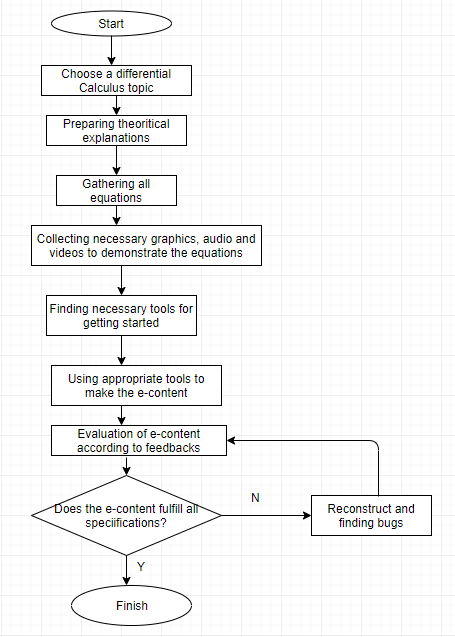 Start
Choose a differential
Calculus topic
Preparing theoritical
explanations
Gathering all
equations
Collecting necessary graphics, audio and
videos to demonstrate the equations
Finding necessary tools for
getting started
Using appropriate tools to
make the e-content
Evaluation of e-content
according to feedbacks
Does the e-content fulfill all
speciifications?
N
Reconstruct and
finding bugs
Y
Finish